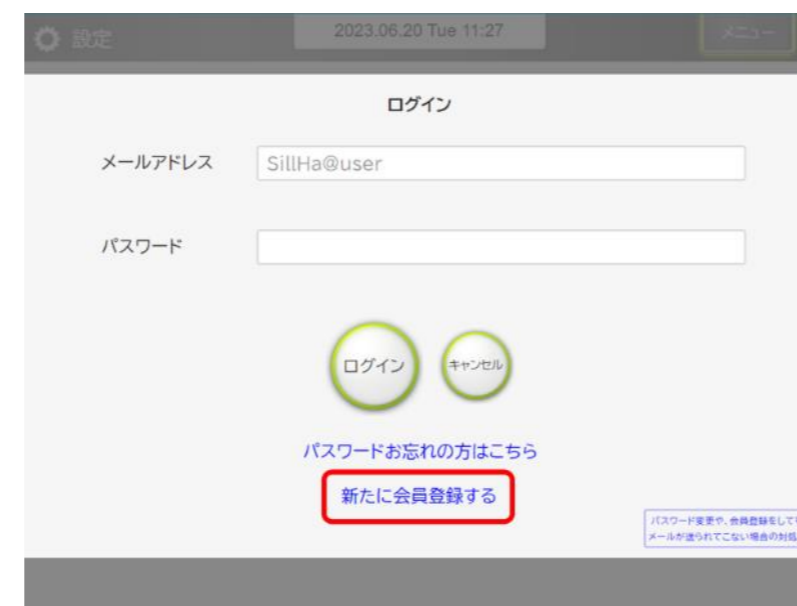 設定
2023.06.20 Tue 11:27
メニュー
ログイン
メールアドレス
SillHa@user
パスワード
ログイン
キャンセル
パスワードお忘れの方はこちら
新たに会員登録する
パスワード変更や、会員登録をして
メールが送られてこない場合の対処